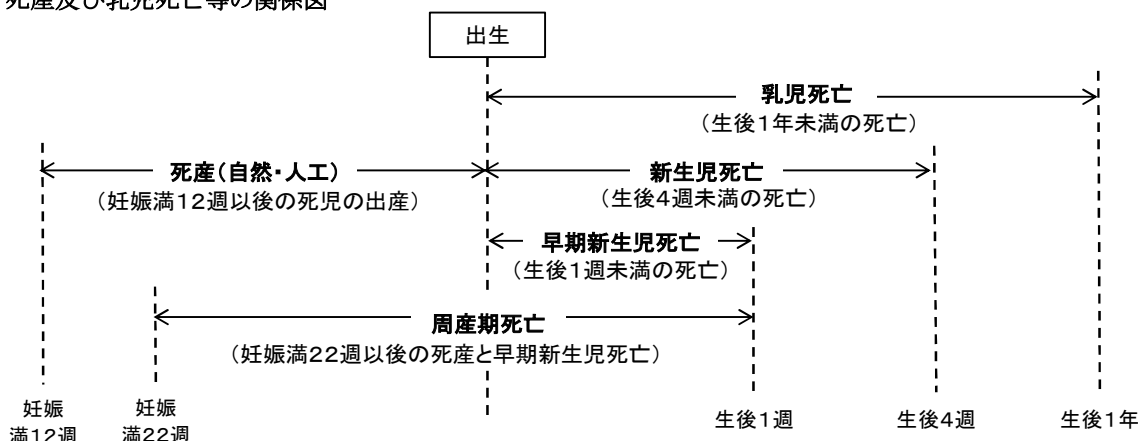 死産及び乳児死亡等の関係図
出生
乳児死亡
（生後1年未満の死亡）
死産（自然・人工）
（妊娠満12週以後の死児の出産）
新生児死亡
（生後4週未満の死亡）
早期新生児死亡
（生後1週未満の死亡）
周産期死亡
（妊娠満22週以後の死産と早期新生児死亡）
妊娠
満12週
妊娠
満22週
生後1週
生後4週
生後1年